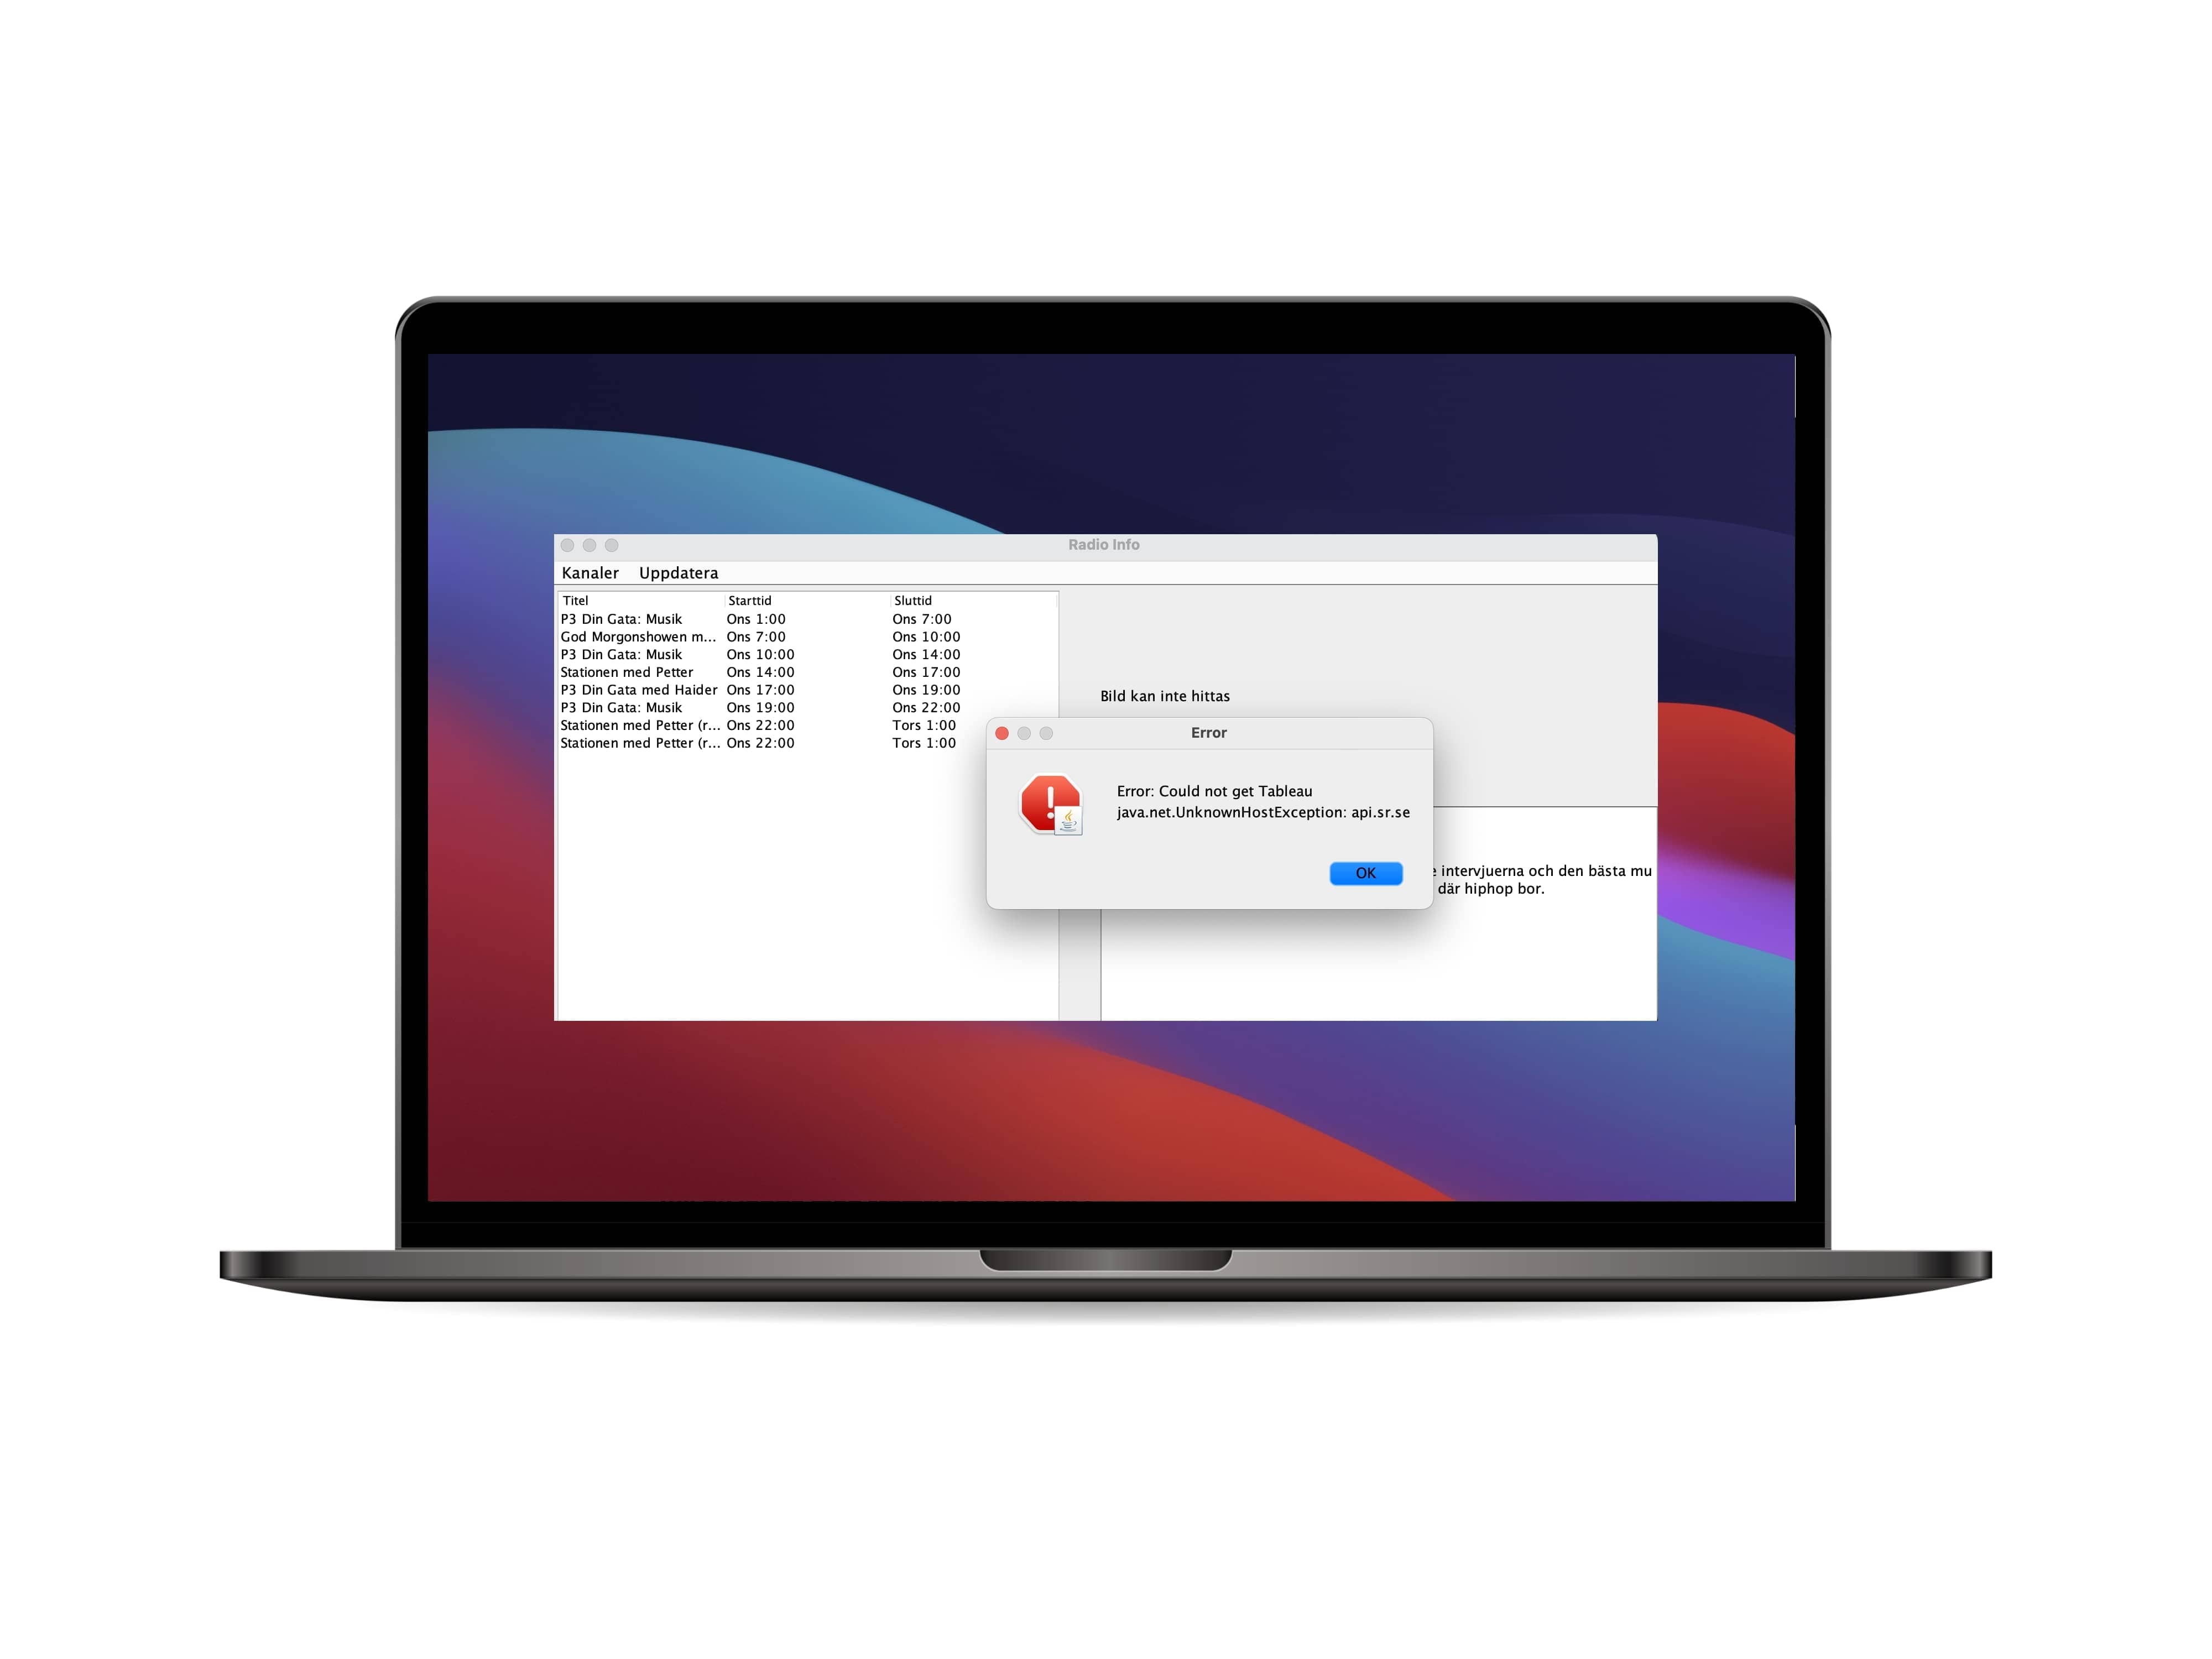 Radio Info
Kanaler Uppdatera
Titel Starttid Sluttid
P3 Din Gata: Musik Ons 1:00 Ons 7:00
God Morgonshowen m... Ons 7:00 Ons 10:00
P3 Din Gata: Musik Ons 10:00 Ons 14:00
Stationen med Petter Ons 14:00 Ons 17:00
P3 Din Gata med Haider Ons 17:00 Ons 19:00
P3 Din Gata: Musik Ons 19:00 Ons 22:00
Stationen med Petter (r... Ons 22:00 Tors 1:00
Stationen med Petter (r... Ons 22:00 Tors 1:00
Bild kan inte hittas
Error
Error: Could not get Tableau
java.net.UnknownHostException: api.sr.se
OK
intervjuerna och den bästa mu
där hiphop bor.